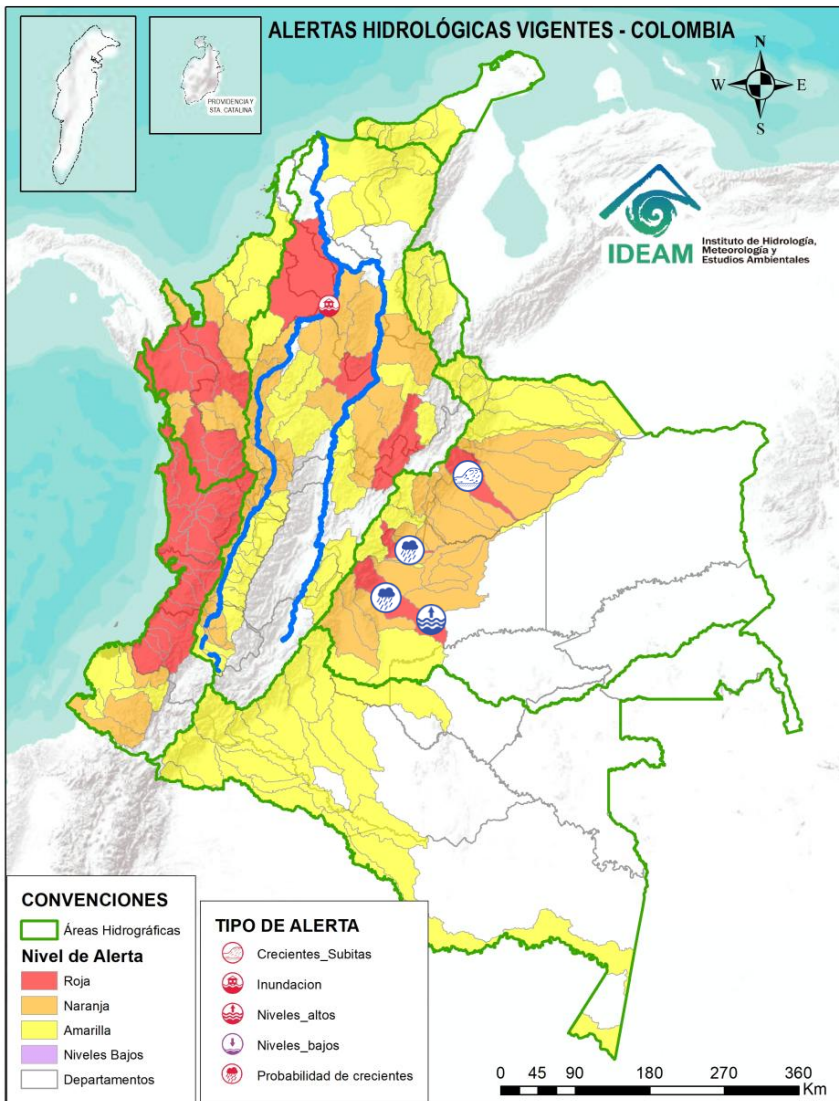 ALERTAS HIDROLÓGICAS VIGENTES - COLOMBIA
PROVIDENCIA Y
STA. CATALINA
N
W
E
S
IDEAM
Instituto de Hidrología,
Meteorología y
Estudios Ambientales
CONVENCIONES
Áreas Hidrográficas
Nivel de Alerta
Roja
Naranja
Amarilla
Niveles Bajos
Departamentos
TIPO DE ALERTA
Crecientes_Subitas
Inundacion
Niveles_altos
Niveles_bajos
Probabilidad de crecientes
0 45 90 180 270 360
Km